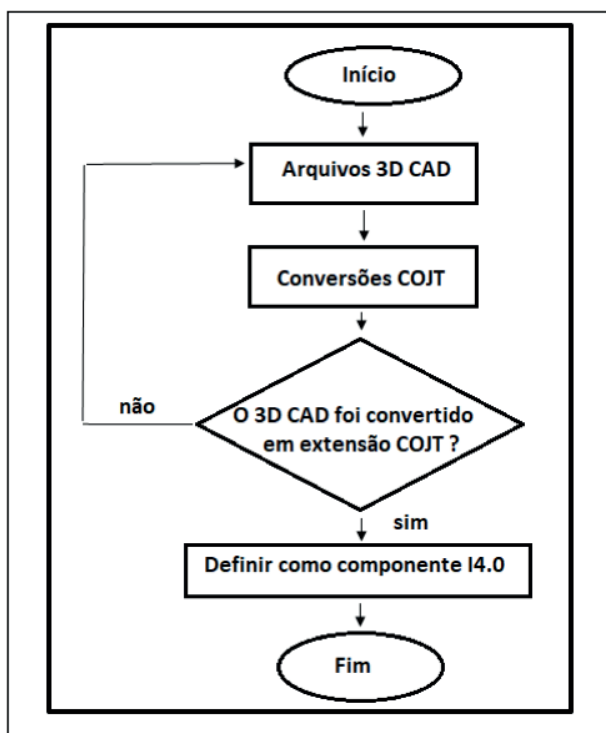 Início
Arquivos 3D CAD
Conversões COJT
não
O 3D CAD foi convertido
em extensão COJT ?
sim
Definir como componente I4.0
Fim